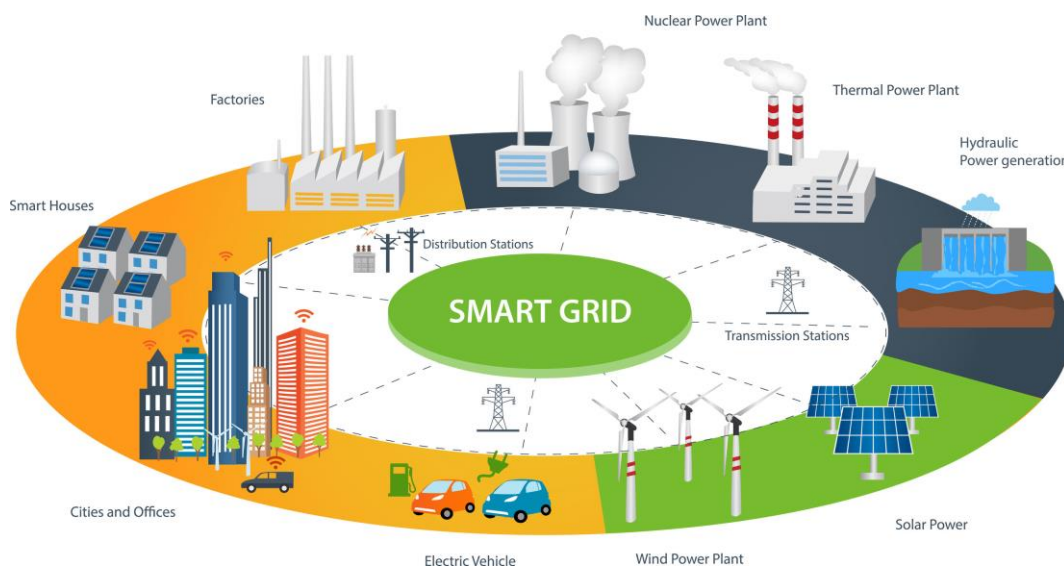 Nuclear Power Plant
Factories
Thermal Power Plant
Hydraulic
Power generation
Smart Houses
Distribution Stations
SMART GRID
Transmission Stations
Cities and Offices
Solar Power
Electric Vehicle
Wind Power Plant